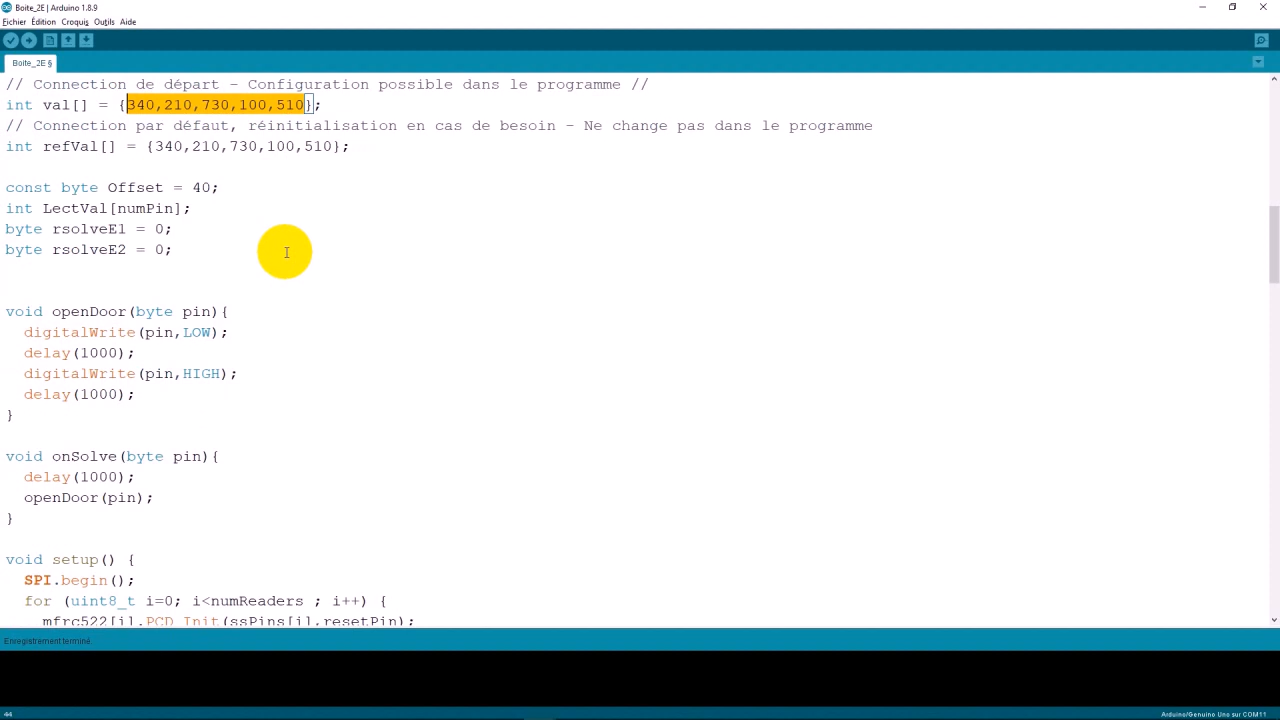 Boite_2E | Arduino 1.8.9
Fichier Édition Croquis Outils Aide
Boite_2E §
// Connection de départ - Configuration possible dans le programme //
int val[] = {340,210,730,100,510};
// Connection par défaut, réinitialisation en cas de besoin - Ne change pas dans le programme
int refVal[] = {340,210,730,100,510};
const byte Offset = 40;
int LectVal[numPin];
byte rsolveE1 = 0;
byte rsolveE2 = 0;
void openDoor(byte pin){
digitalWrite(pin,LOW);
delay(1000);
digitalWrite(pin,HIGH);
delay(1000);
}
void onSolve(byte pin){
delay(1000);
openDoor(pin);
}
void setup() {
SPI.begin();
for (uint8_t i=0; i<numReaders ; i++) {
mfrc522[i].PCD_Init(ssPins[i],resetPin);
Enregistrement terminé.
44
Arduino/Genuino Uno sur COM11